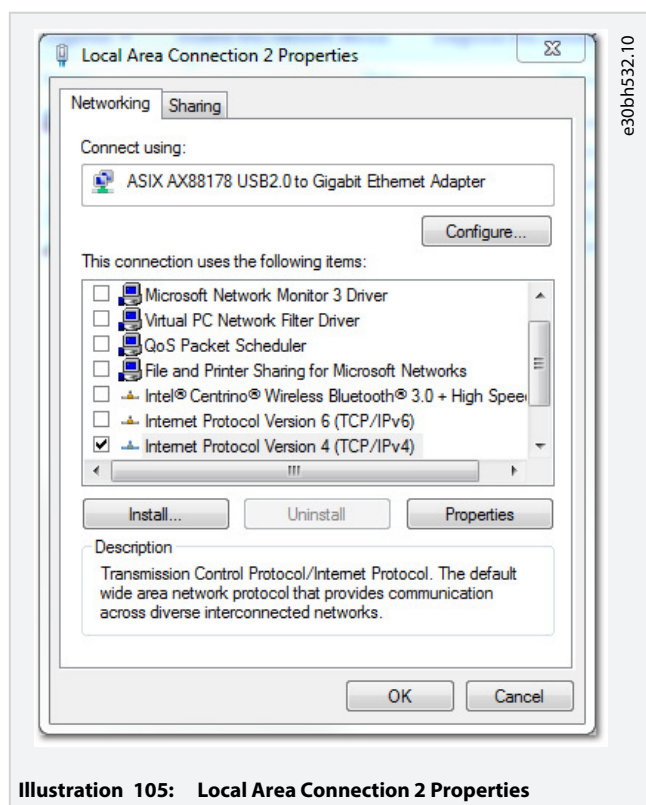 Local Area Connection 2 Properties
e30bh532.10
Networking Sharing
Connect using:
ASIX AX88178 USB2.0 to Gigabit Ethernet Adapter
Configure...
This connection uses the following items:
Microsoft Network Monitor 3 Driver
Virtual PC Network Filter Driver
QoS Packet Scheduler
File and Printer Sharing for Microsoft Networks
Intel® Centrino® Wireless Bluetooth® 3.0 + High Spee
Internet Protocol Version 6 (TCP/IPv6)
Internet Protocol Version 4 (TCP/IPv4)
Install... Uninstall Properties
Description
Transmission Control Protocol/Internet Protocol. The default
wide area network protocol that provides communication
across diverse interconnected networks.
OK Cancel
Illustration 105: Local Area Connection 2 Properties